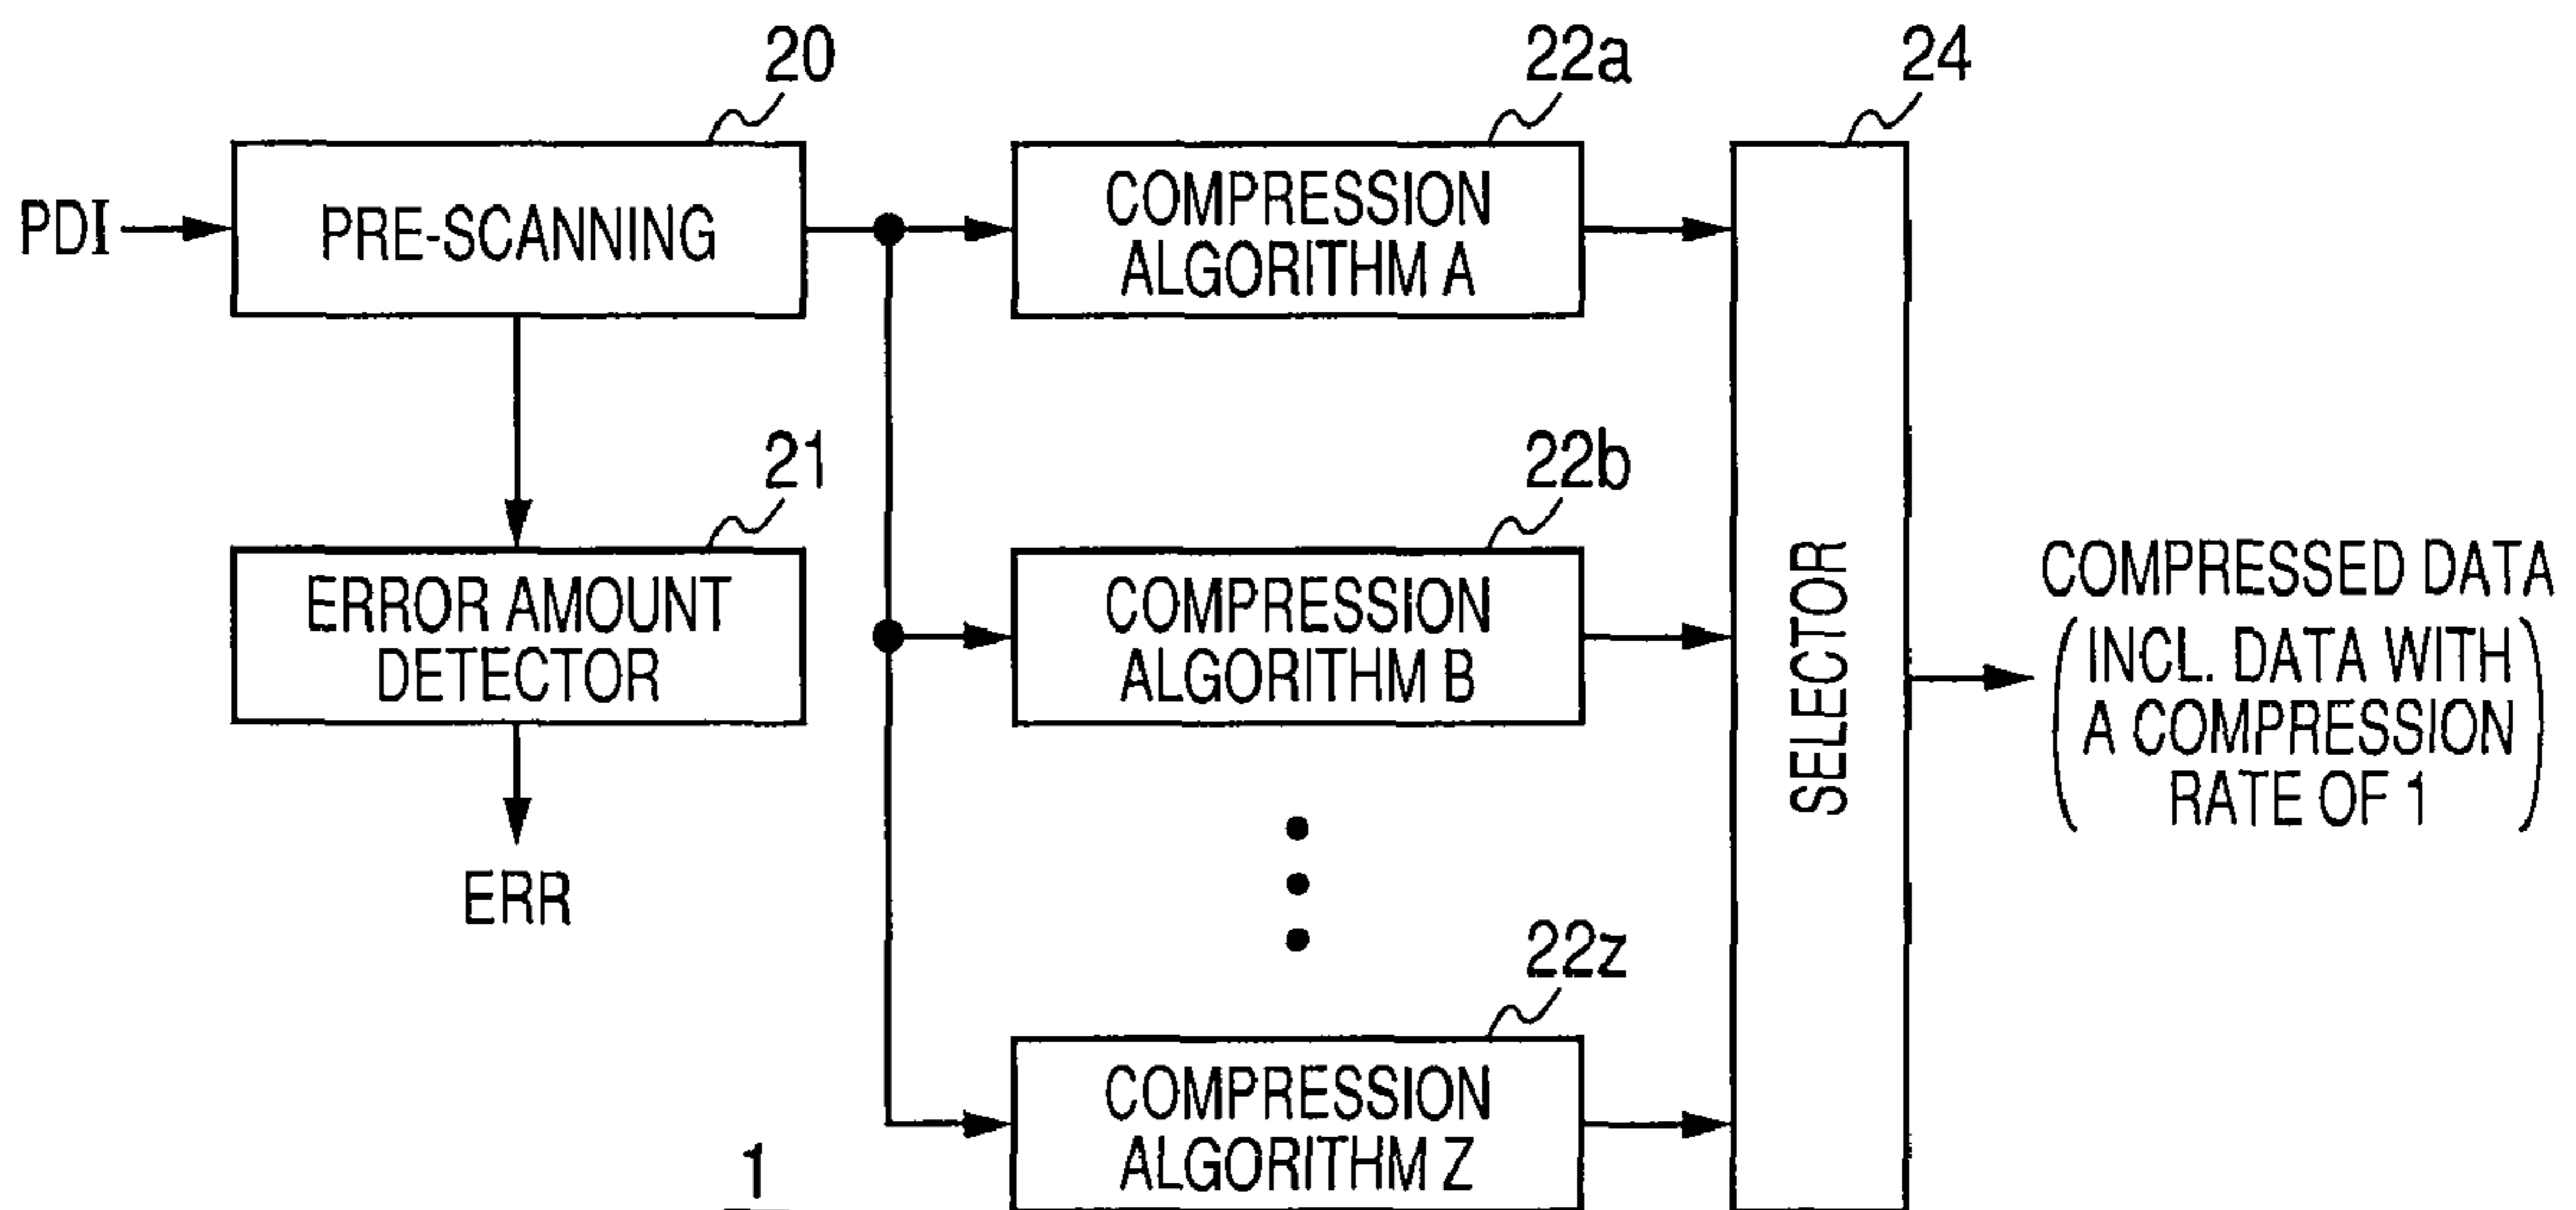 20
22a
24
PDI
PRE-SCANNING
COMPRESSION
ALGORITHM A
21
22b
ERROR AMOUNT
DETECTOR
COMPRESSION
ALGORITHM B
SELECTOR
COMPRESSED DATA
(INCL. DATA WITH
A COMPRESSION
RATE OF 1)
ERR
22z
COMPRESSION
ALGORITHM Z
1